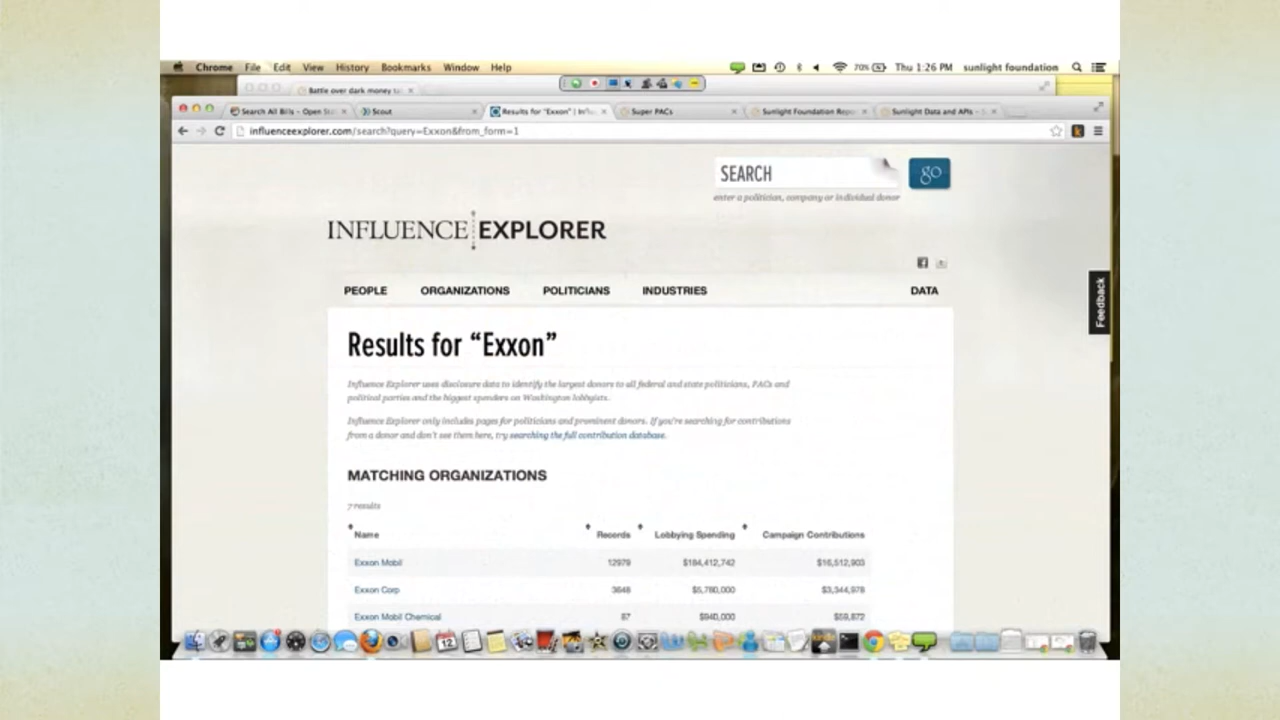 Chrome File Edit View History Bookmarks Window Help 70% Thu 1:26 PM sunlight foundation
Battle over dark money
Search All Bills - Open Scout Results for "Exxon" | Super PACs Sunlight Foundation Sunlight Data and APIs -
influenceexplorer.com/search?query=Exxon&from_form=1
SEARCH go
enter a politician, company or individual donor
INFLUENCE EXPLORER
PEOPLE ORGANIZATIONS POLITICIANS INDUSTRIES DATA
Feedback
Results for “Exxon”
Influence Explorer uses disclosure data to identify the largest donors to all federal and state politicians, PACs and
political parties and the biggest spenders on Washington lobbyists.
Influence Explorer only includes pages for politicians and prominent donors. If you're searching for contributions
from a donor and don't see them here, try searching the full contribution database.
MATCHING ORGANIZATIONS
7 results
Name Records Lobbying Spending Campaign Contributions
Exxon Mobil 12979 $184,412,742 $16,512,903
Exxon Corp 3648 $5,780,000 $3,344,978
Exxon Mobil Chemical 87 $940,000 $59,872
12